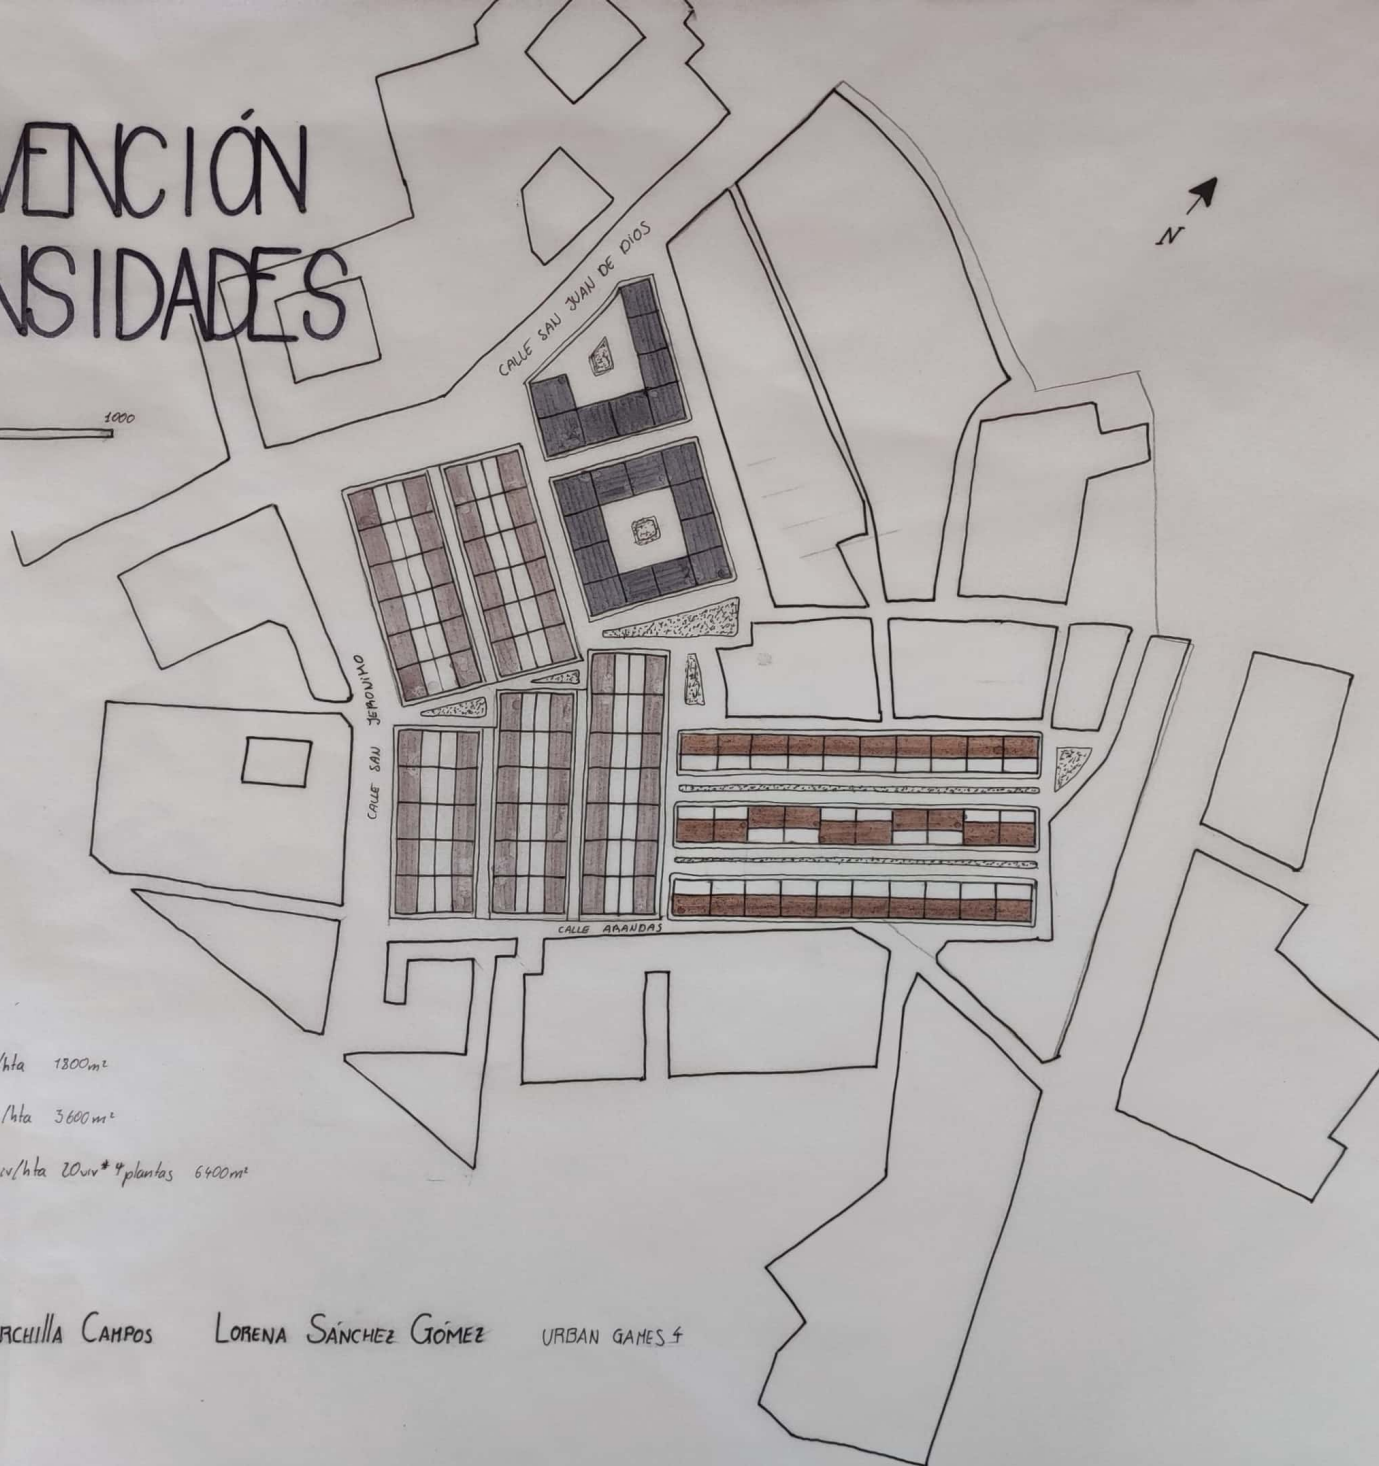 VENCIÓN
NSIDADES
1000
N
CALLE SAN JUAN DE DIOS
CALLE SAN JERONIMO
CALLE ARANDAS
/hta 1800m²
/hta 3600m²
iv/hta 20viv*4plantas 6400m²
RCHILLA CAMPOS LORENA SÁNCHEZ GÓMEZ URBAN GAMES 4